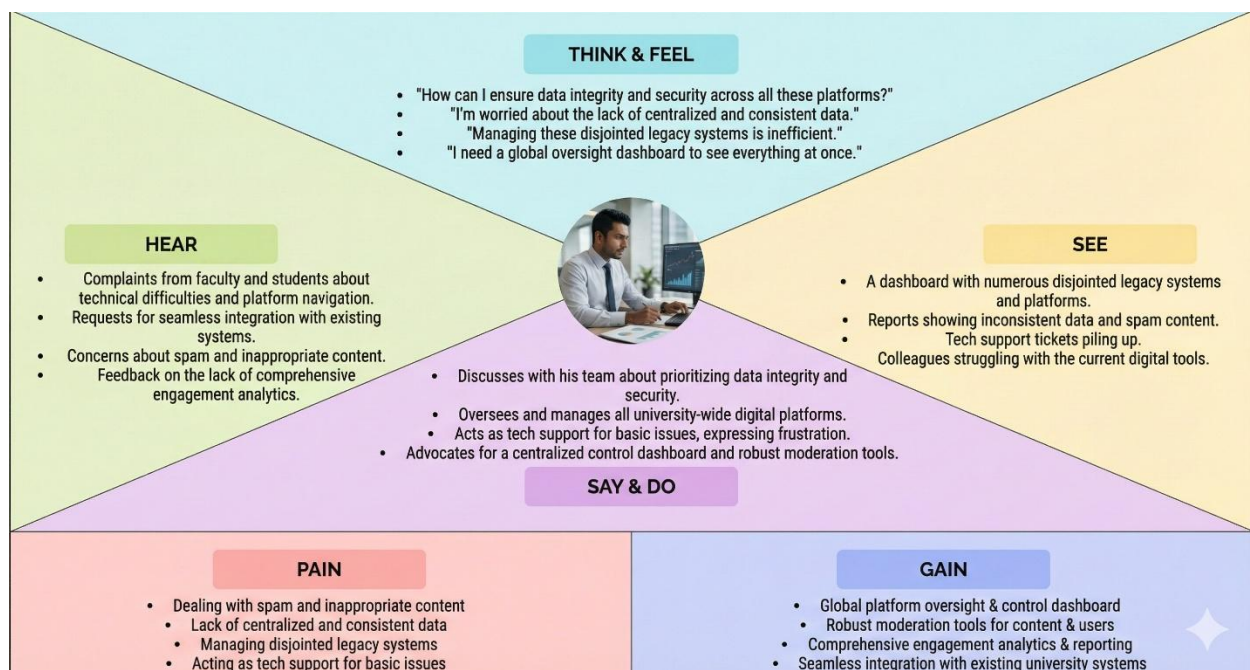 THINK & FEEL
• "How can I ensure data integrity and security across all these platforms?"
• "I'm worried about the lack of centralized and consistent data."
• "Managing these disjointed legacy systems is inefficient."
• "I need a global oversight dashboard to see everything at once."
HEAR
• Complaints from faculty and students about
technical difficulties and platform navigation.
• Requests for seamless integration with existing
systems.
• Concerns about spam and inappropriate content.
• Feedback on the lack of comprehensive
engagement analytics.
SEE
• A dashboard with numerous disjointed legacy systems
and platforms.
• Reports showing inconsistent data and spam content.
• Tech support tickets piling up.
• Colleagues struggling with the current digital tools.
• Discusses with his team about prioritizing data integrity and
security.
• Oversees and manages all university-wide digital platforms.
• Acts as tech support for basic issues, expressing frustration.
• Advocates for a centralized control dashboard and robust moderation tools.
SAY & DO
PAIN
• Dealing with spam and inappropriate content
• Lack of centralized and consistent data
• Managing disjointed legacy systems
• Acting as tech support for basic issues
GAIN
• Global platform oversight & control dashboard
• Robust moderation tools for content & users
• Comprehensive engagement analytics & reporting
• Seamless integration with existing university systems